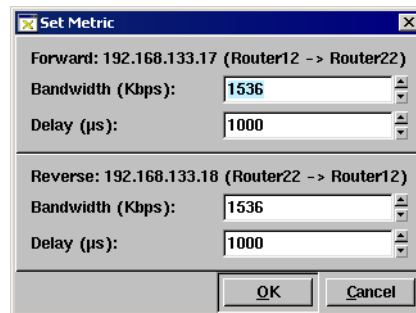 Set Metric
Forward: 192.168.133.17 (Router12 -> Router22)
Bandwidth (Kbps): 1536
Delay (µs): 1000
Reverse: 192.168.133.18 (Router22 -> Router12)
Bandwidth (Kbps): 1536
Delay (µs): 1000
OK Cancel